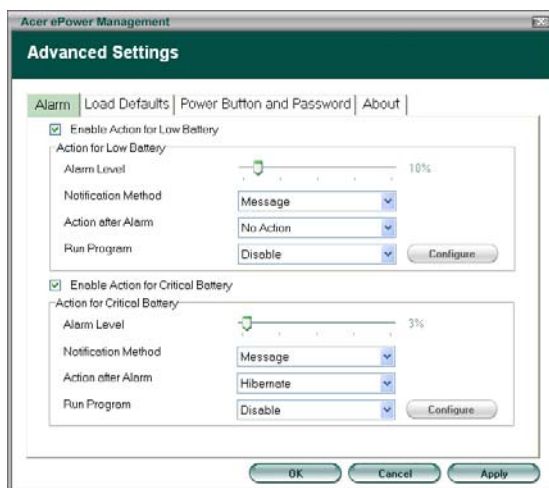 Acer ePower Management
Advanced Settings
Alarm Load Defaults Power Button and Password About
Enable Action for Low Battery
Action for Low Battery
Alarm Level 10%
Notification Method Message
Action after Alarm No Action
Run Program Disable Configure
Enable Action for Critical Battery
Action for Critical Battery
Alarm Level 3%
Notification Method Message
Action after Alarm Hibernate
Run Program Disable Configure
OK Cancel Apply